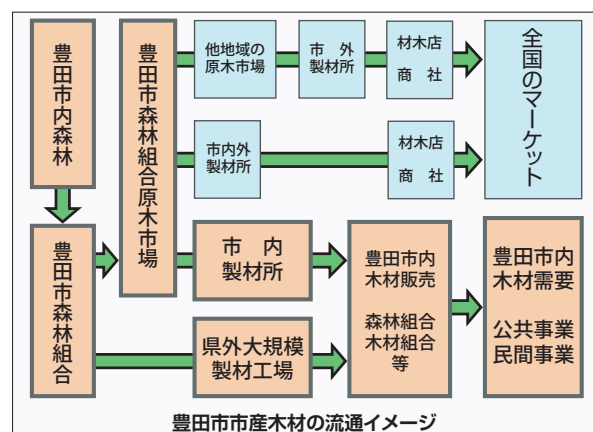 豊田市内森林
豊田市森林組合
豊田市森林組合原木市場
他地域の
原木市場
市　外
製材所
材木店
商　社
全国のマーケット
市内外
製材所
材木店
商　社
市　内
製材所
県外大規模
製材工場
豊田市内
木材販売
森林組合
木材組合
等
豊田市内
木材需要
公共事業
民間事業
豊田市市産木材の流通イメージ